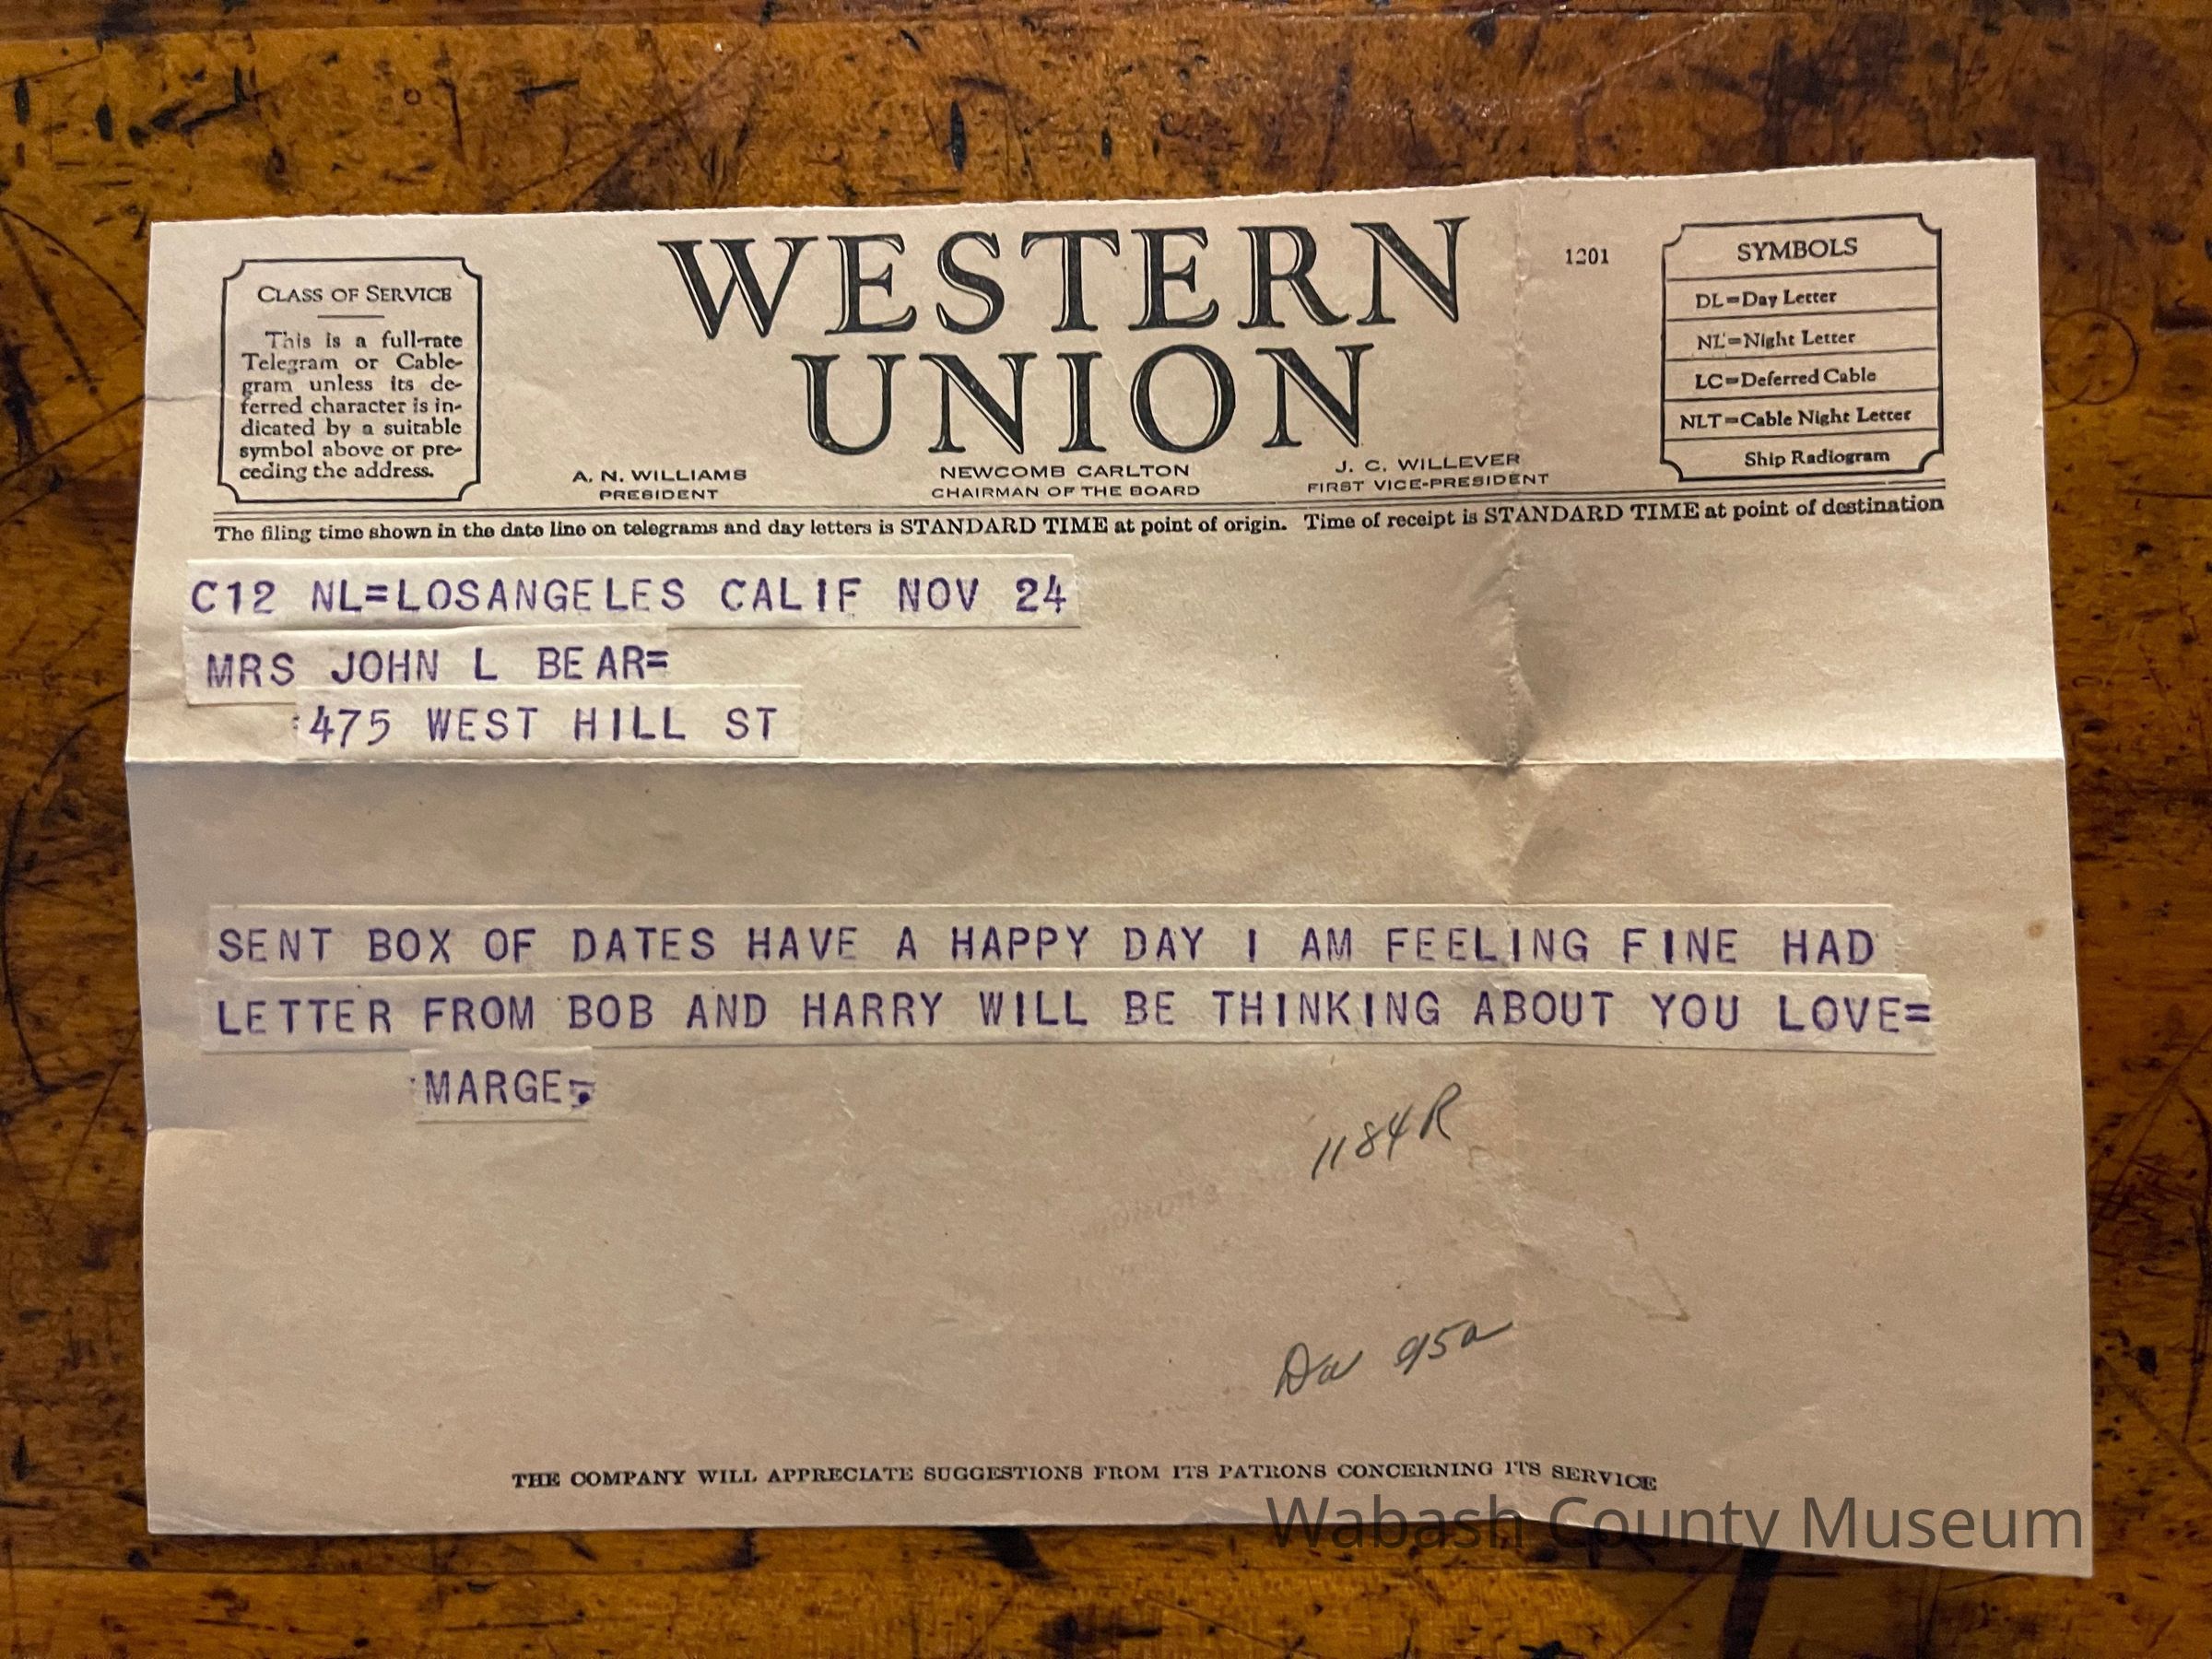 WESTERN
UNION
1201
CLASS OF SERVICE
This is a full-rate
Telegram or Cable-
gram unless its de-
ferred character is in-
dicated by a suitable
symbol above or pre-
ceding the address.
A. N. WILLIAMS
PRESIDENT
NEWCOMB CARLTON
CHAIRMAN OF THE BOARD
J. C. WILLEVER
FIRST VICE-PRESIDENT
SYMBOLS
DL=Day Letter
NL=Night Letter
LC=Deferred Cable
NLT=Cable Night Letter
Ship Radiogram
The filing time shown in the date line on telegrams and day letters is STANDARD TIME at point of origin. Time of receipt is STANDARD TIME at point of destination
C12 NL=LOSANGELES CALIF NOV 24
MRS JOHN L BEAR=
475 WEST HILL ST
SENT BOX OF DATES HAVE A HAPPY DAY I AM FEELING FINE HAD
LETTER FROM BOB AND HARRY WILL BE THINKING ABOUT YOU LOVE=
MARGE.
1184R
THE COMPANY WILL APPRECIATE SUGGESTIONS FROM ITS PATRONS CONCERNING ITS SERVICE
Wabash County Museum